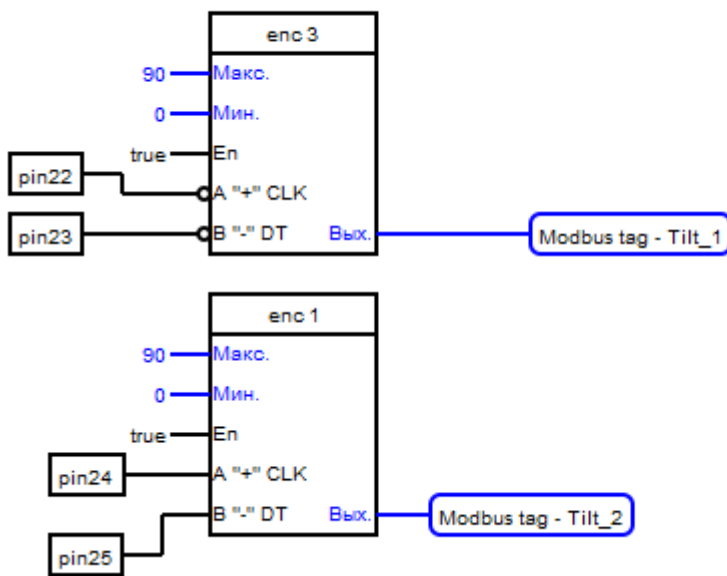 enc 3
90 Макс.
0 Мин.
true En
pin22 A "+" CLK
pin23 B "-" DT Вых. Modbus tag - Tilt_1
enc 1
90 Макс.
0 Мин.
true En
pin24 A "+" CLK
B "-" DT Вых. Modbus tag - Tilt_2
pin25